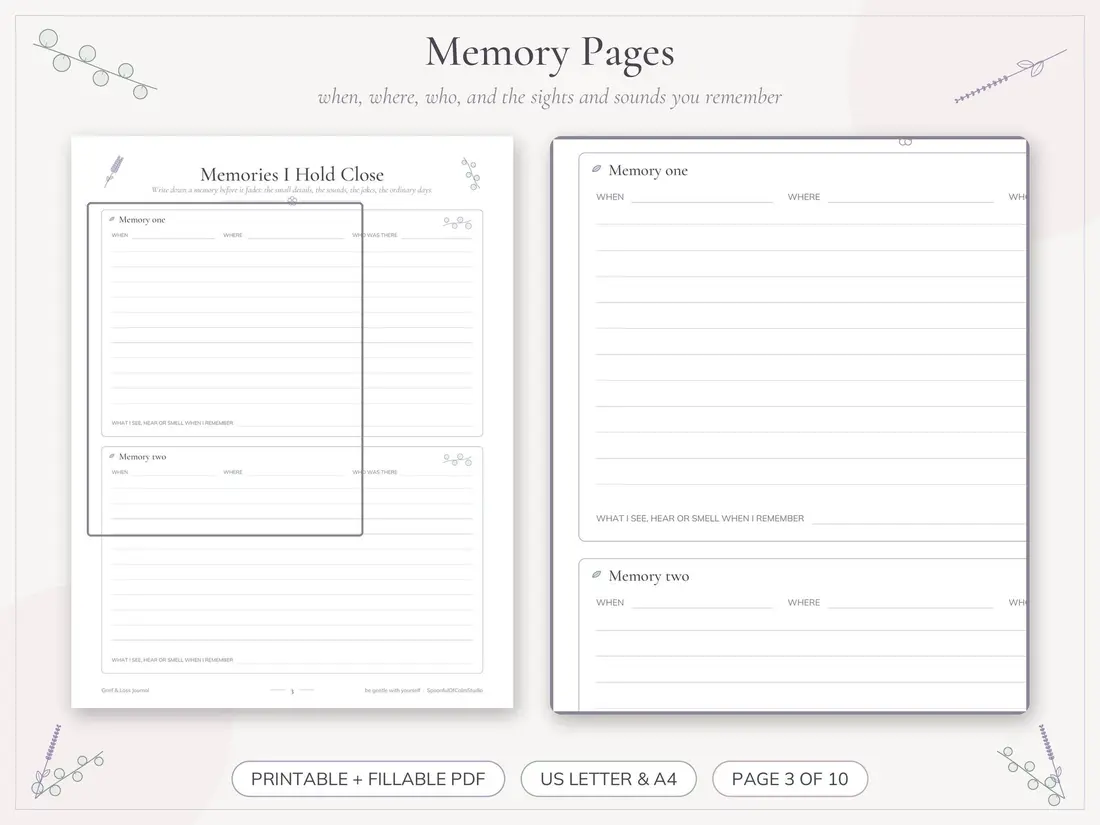 Memory Pages
when, where, who, and the sights and sounds you remember
Memories I Hold Close
Write down a memory before it fades: the small details, the sounds, the jokes, the ordinary days.
Memory one
WHEN WHERE WHO WAS THERE
WHAT I SEE, HEAR OR SMELL WHEN I REMEMBER
Memory two
WHEN WHERE WHO WAS THERE
WHAT I SEE, HEAR OR SMELL WHEN I REMEMBER
Grief & Loss Journal 3 be gentle with yourself · SpoonfulOfCalmStudio
Memory one
WHEN WHERE WH
WHAT I SEE, HEAR OR SMELL WHEN I REMEMBER
Memory two
WHEN WHERE WH
PRINTABLE + FILLABLE PDF US LETTER & A4 PAGE 3 OF 10